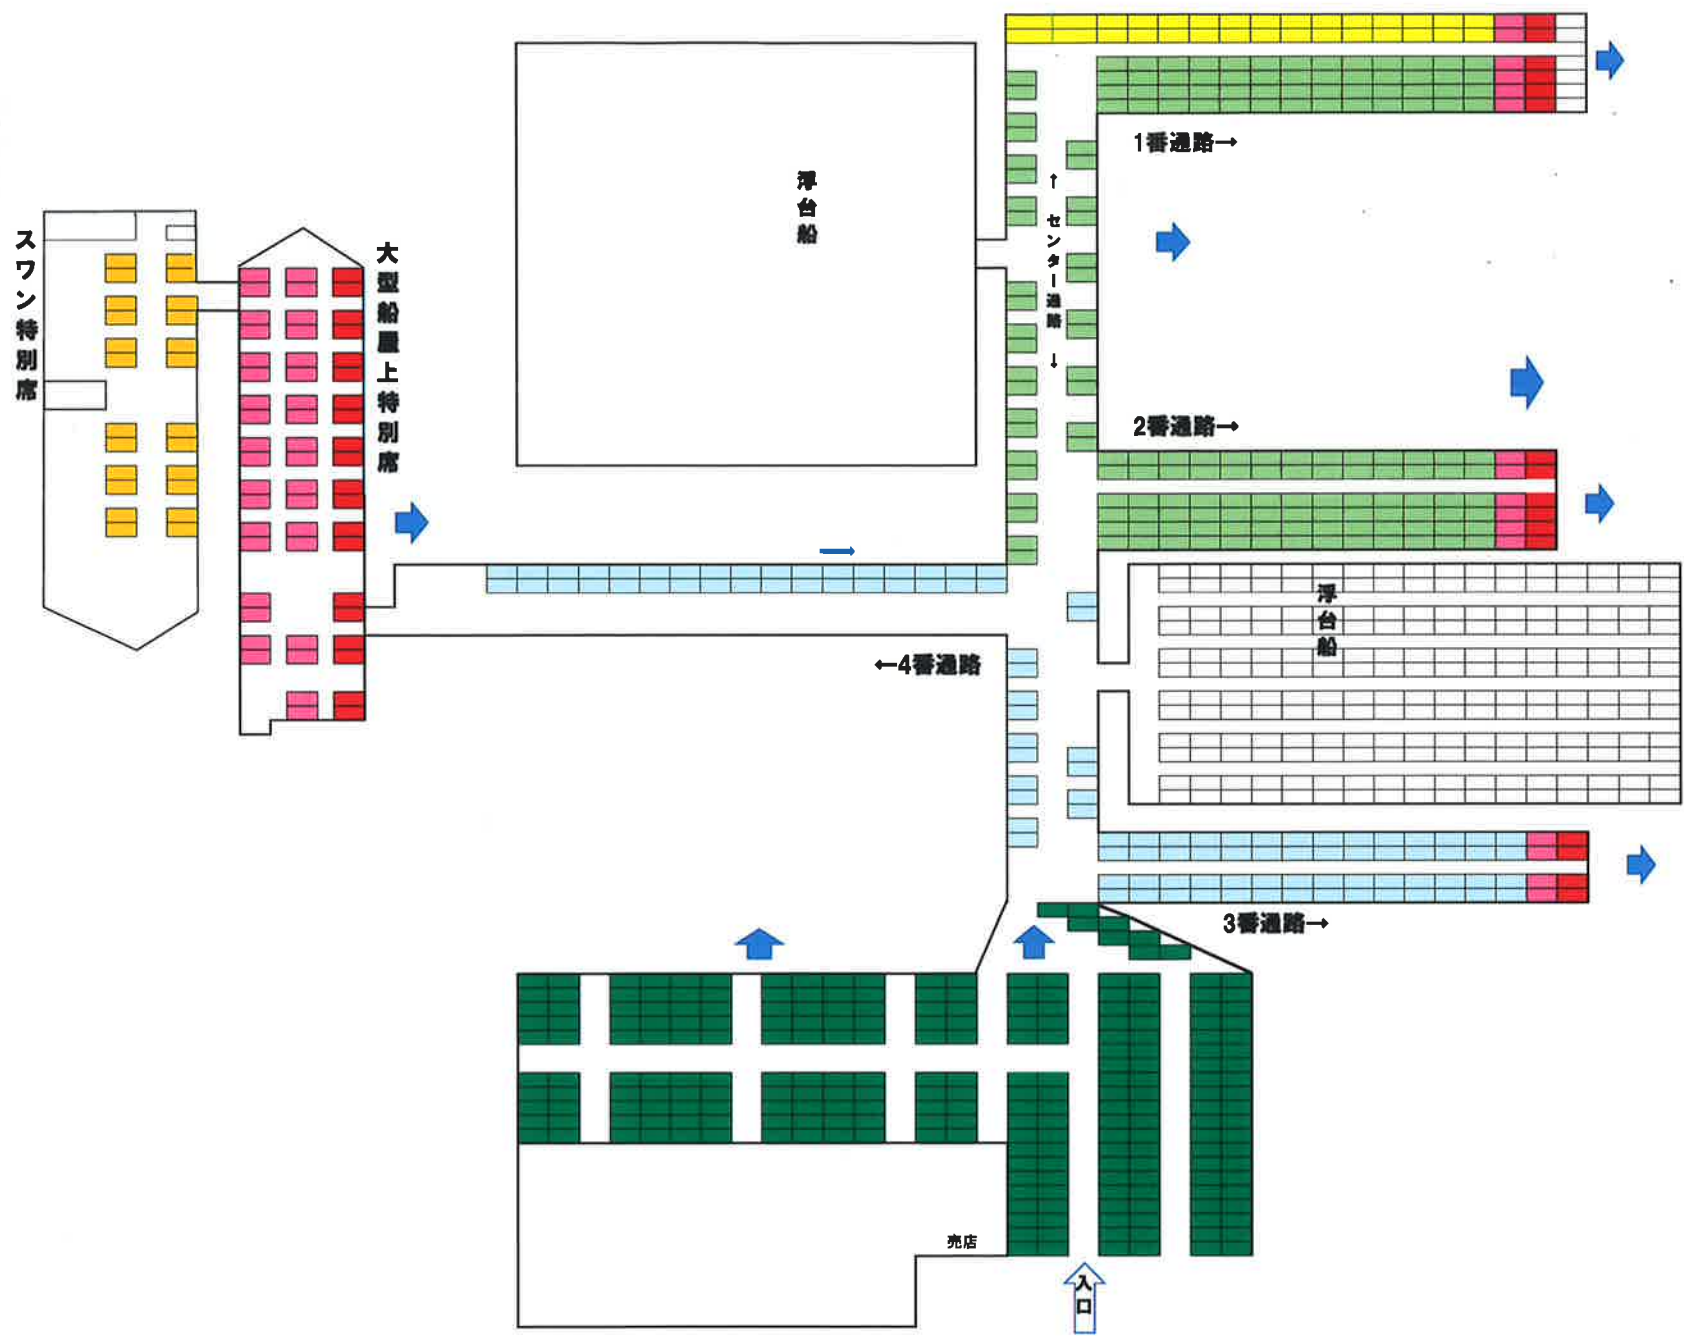 スワン特別席
大型船屋上特別席
浮台船
↑ センター通路 ↓
1番通路→
2番通路→
浮台船
←4番通路
3番通路→
売店
入口